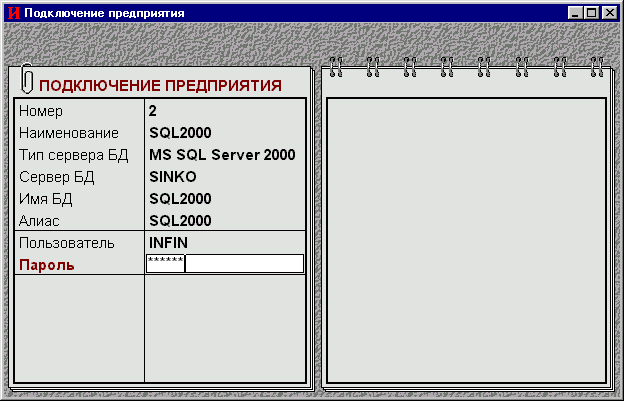 И Подключение предприятия
ПОДКЛЮЧЕНИЕ ПРЕДПРИЯТИЯ
Номер 2
Наименование SQL2000
Тип сервера БД MS SQL Server 2000
Сервер БД SINKO
Имя БД SQL2000
Алиас SQL2000
Пользователь INFIN
Пароль ******